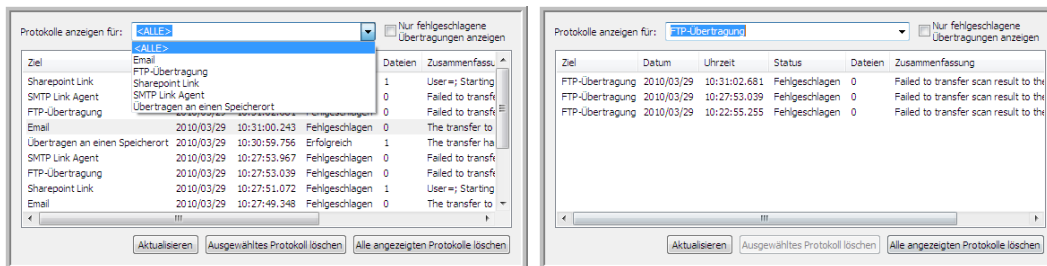 Protokolle anzeigen für: <ALLE> Nur fehlgeschlagene Übertragungen anzeigen
<ALLE>
Email
FTP-Übertragung
Sharepoint Link
SMTP Link Agent
Übertragen an einen Speicherort
Ziel Dateien Zusammenfassu
Sharepoint Link 1 User=; Starting
SMTP Link Agent 0 Failed to transfe
FTP-Übertragung 2010/03/29 10:31:02.681 Fehlgeschlagen 0 Failed to transfe
Email 2010/03/29 10:31:00.243 Fehlgeschlagen 0 The transfer to
Übertragen an einen Speicherort 2010/03/29 10:30:59.756 Erfolgreich 1 The transfer ha
SMTP Link Agent 2010/03/29 10:27:53.967 Fehlgeschlagen 0 Failed to transfe
FTP-Übertragung 2010/03/29 10:27:53.039 Fehlgeschlagen 0 Failed to transfe
Sharepoint Link 2010/03/29 10:27:51.072 Fehlgeschlagen 1 User=; Starting
Email 2010/03/29 10:27:49.348 Fehlgeschlagen 0 The transfer to
Aktualisieren Ausgewähltes Protokoll löschen Alle angezeigten Protokolle löschen
Protokolle anzeigen für: FTP-Übertragung Nur fehlgeschlagene Übertragungen anzeigen
Ziel Datum Uhrzeit Status Dateien Zusammenfassung
FTP-Übertragung 2010/03/29 10:31:02.681 Fehlgeschlagen 0 Failed to transfer scan result to the
FTP-Übertragung 2010/03/29 10:27:53.039 Fehlgeschlagen 0 Failed to transfer scan result to the
FTP-Übertragung 2010/03/29 10:22:55.255 Fehlgeschlagen 0 Failed to transfer scan result to the
Aktualisieren Ausgewähltes Protokoll löschen Alle angezeigten Protokolle löschen